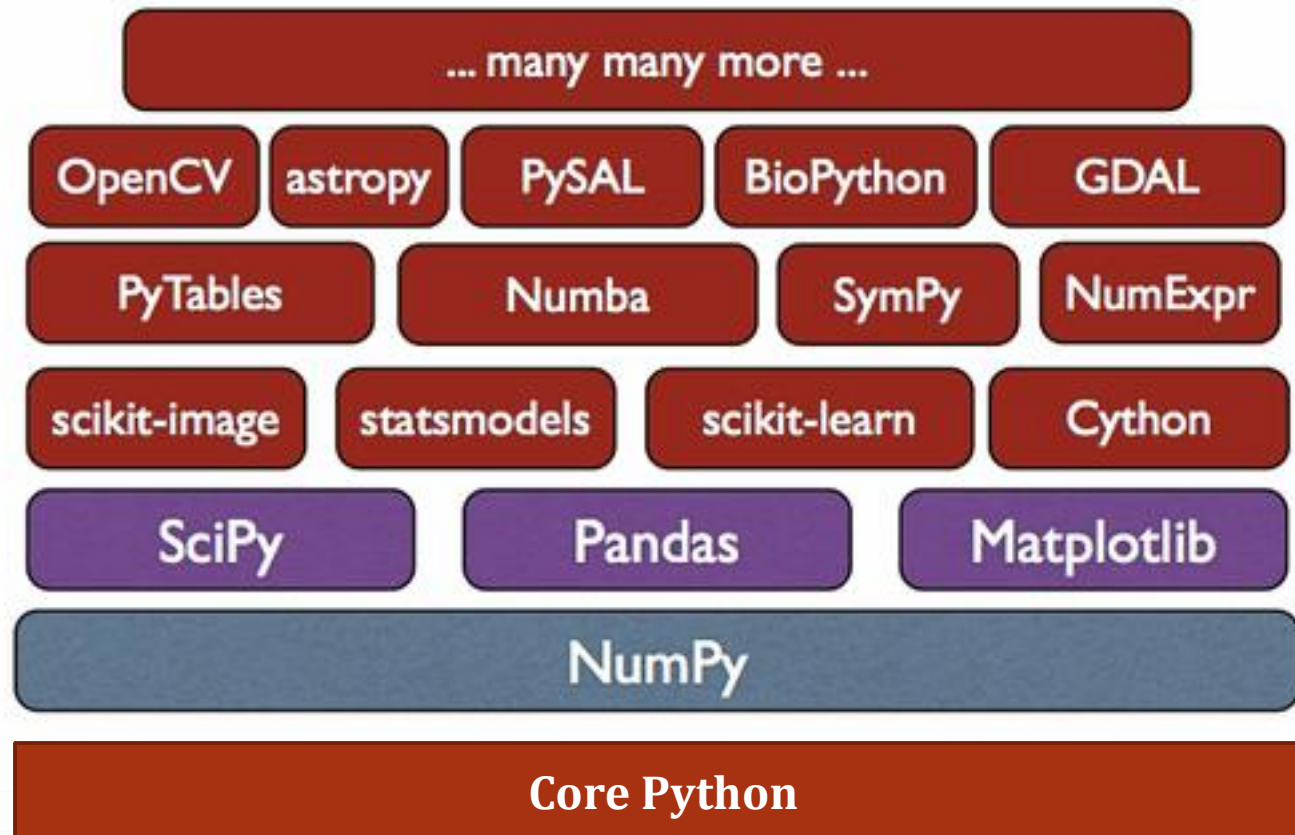 ... many many more ...
OpenCV astropy PySAL BioPython GDAL
PyTables Numba SymPy NumExpr
scikit-image statsmodels scikit-learn Cython
SciPy Pandas Matplotlib
NumPy
Core Python